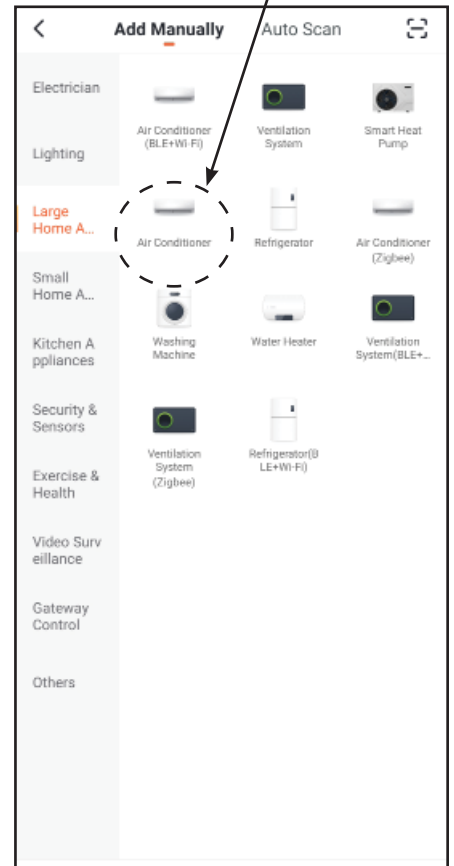 Add Manually
Auto Scan
Electrician
Lighting
Large
Home A...
Small
Home A...
Kitchen A
ppliances
Security &
Sensors
Exercise &
Health
Video Surv
eillance
Gateway
Control
Others
Air Conditioner
(BLE+Wi-Fi)
Ventilation
System
Smart Heat
Pump
Air Conditioner
Refrigerator
Air Conditioner
(Zigbee)
Washing
Machine
Water Heater
Ventilation
System(BLE+...
Ventilation
System
(Zigbee)
Refrigerator(B
LE+Wi-Fi)